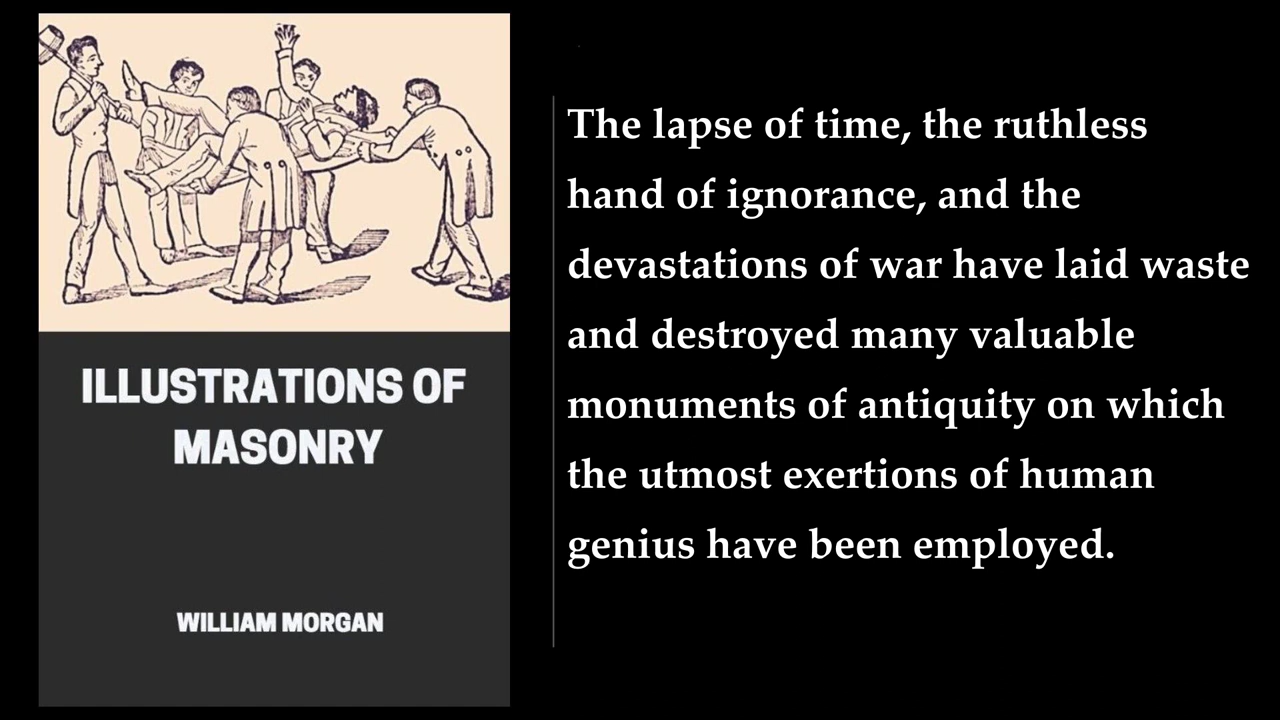 ILLUSTRATIONS OF
MASONRY
WILLIAM MORGAN
The lapse of time, the ruthless
hand of ignorance, and the
devastations of war have laid waste
and destroyed many valuable
monuments of antiquity on which
the utmost exertions of human
genius have been employed.